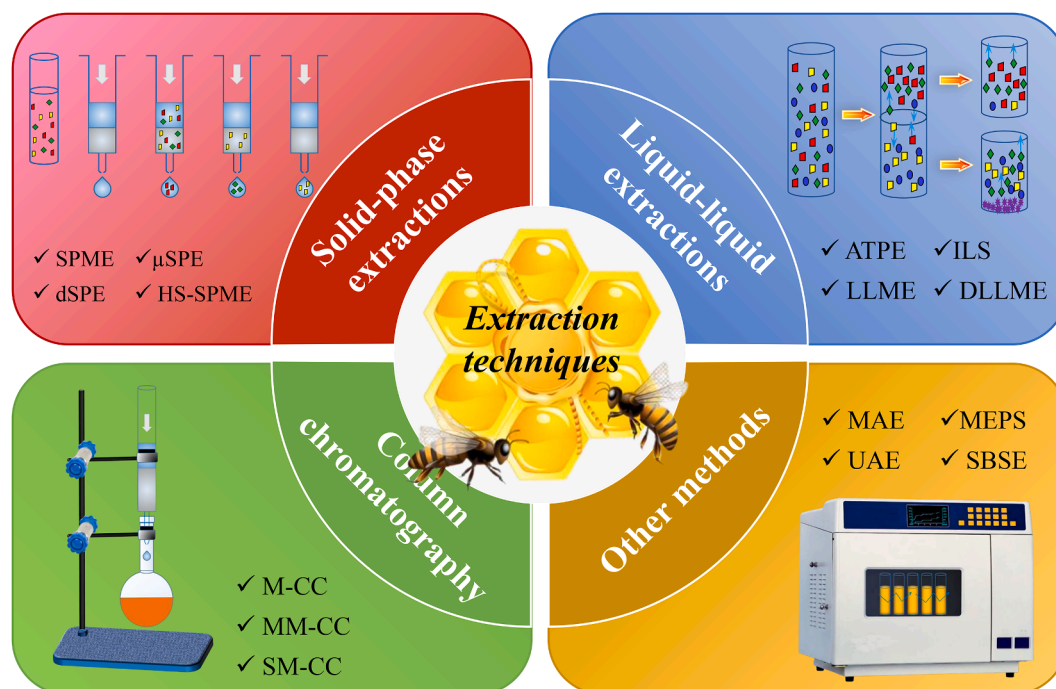 Solid-phase
extractions
✓ SPME ✓ µSPE
✓ dSPE ✓ HS-SPME
Liquid-liquid
extractions
✓ ATPE ✓ILS
✓ LLME ✓ DLLME
Extraction
techniques
Column
chromatography
✓ M-CC
✓ MM-CC
✓ SM-CC
Other methods
✓ MAE ✓MEPS
✓ UAE ✓ SBSE